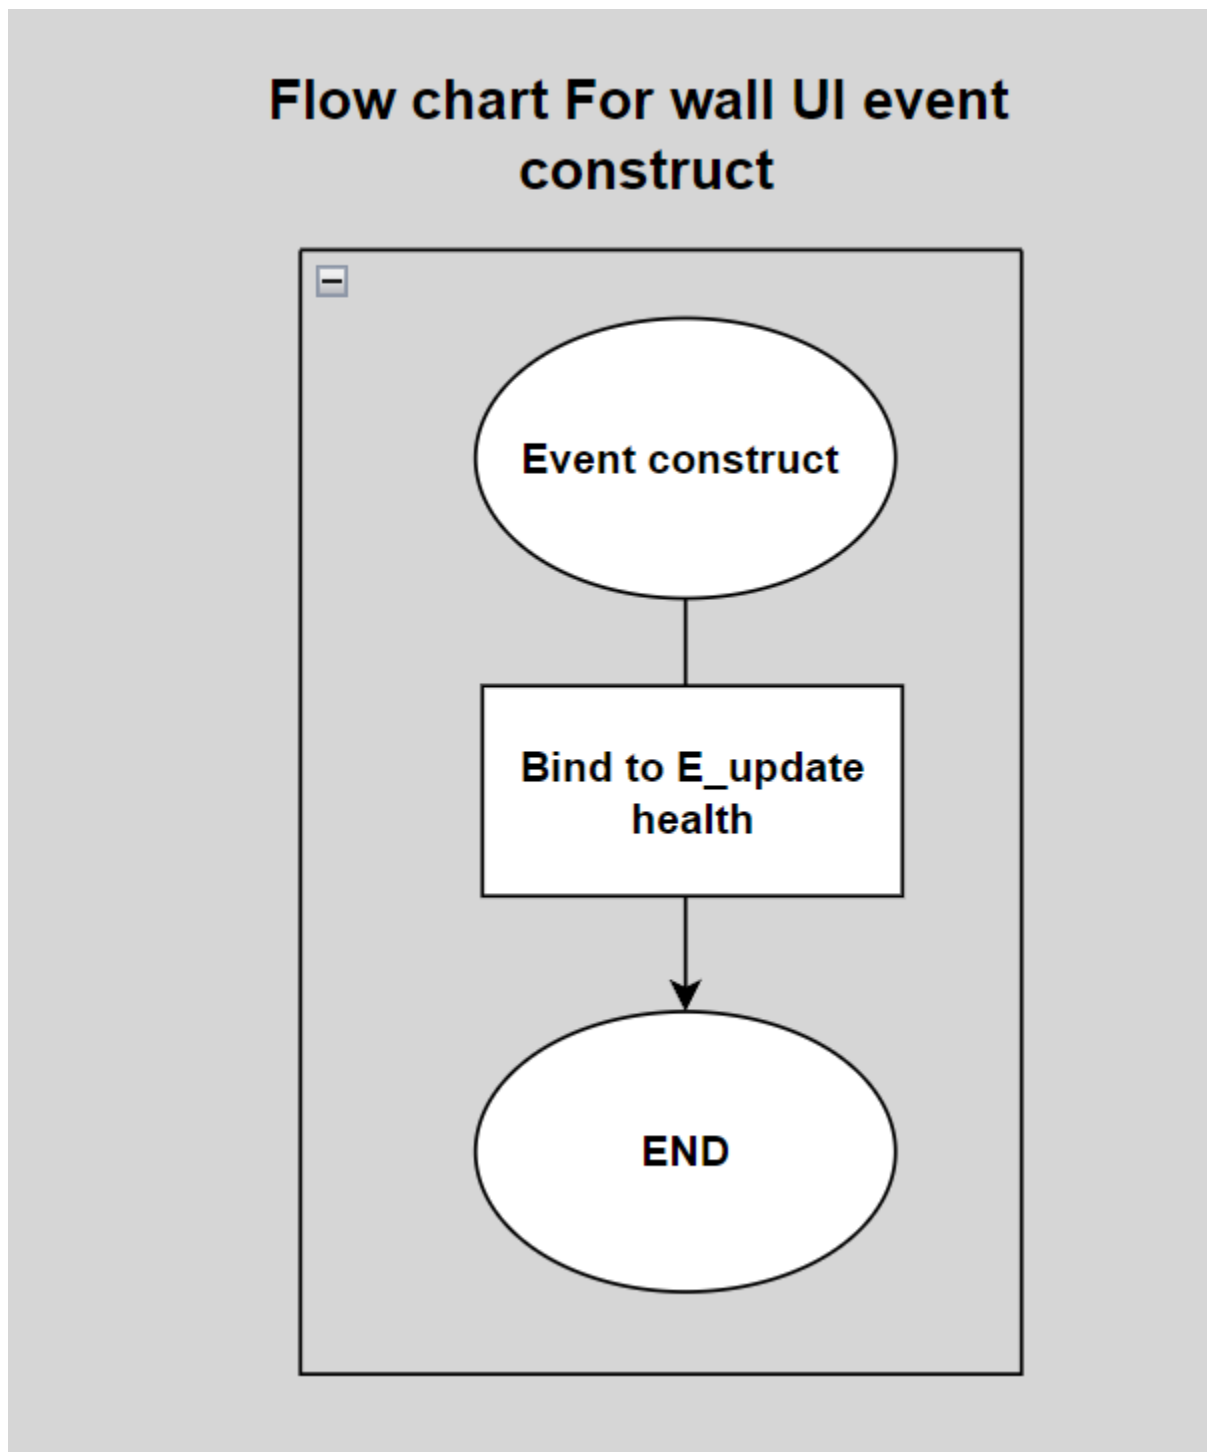 Flow chart For wall UI event
construct
Event construct
Bind to E_update
health
END